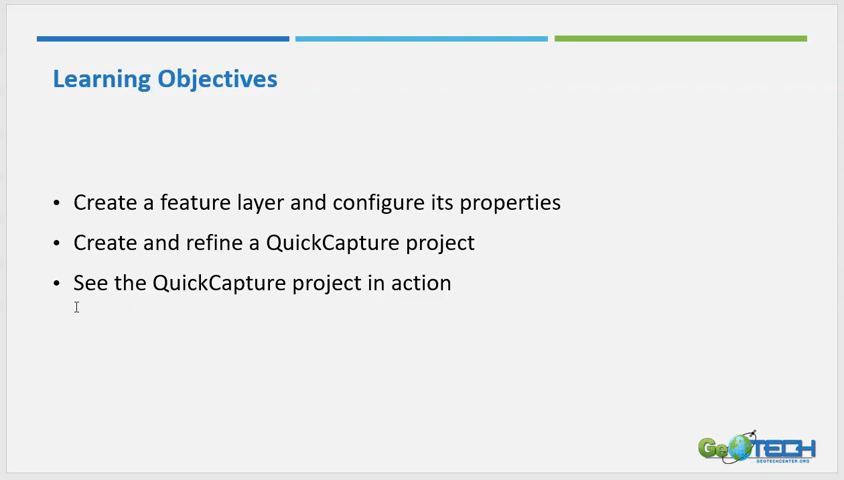 Learning Objectives
• Create a feature layer and configure its properties
• Create and refine a QuickCapture project
• See the QuickCapture project in action
GeoTECH
GEOTECHCENTER.ORG